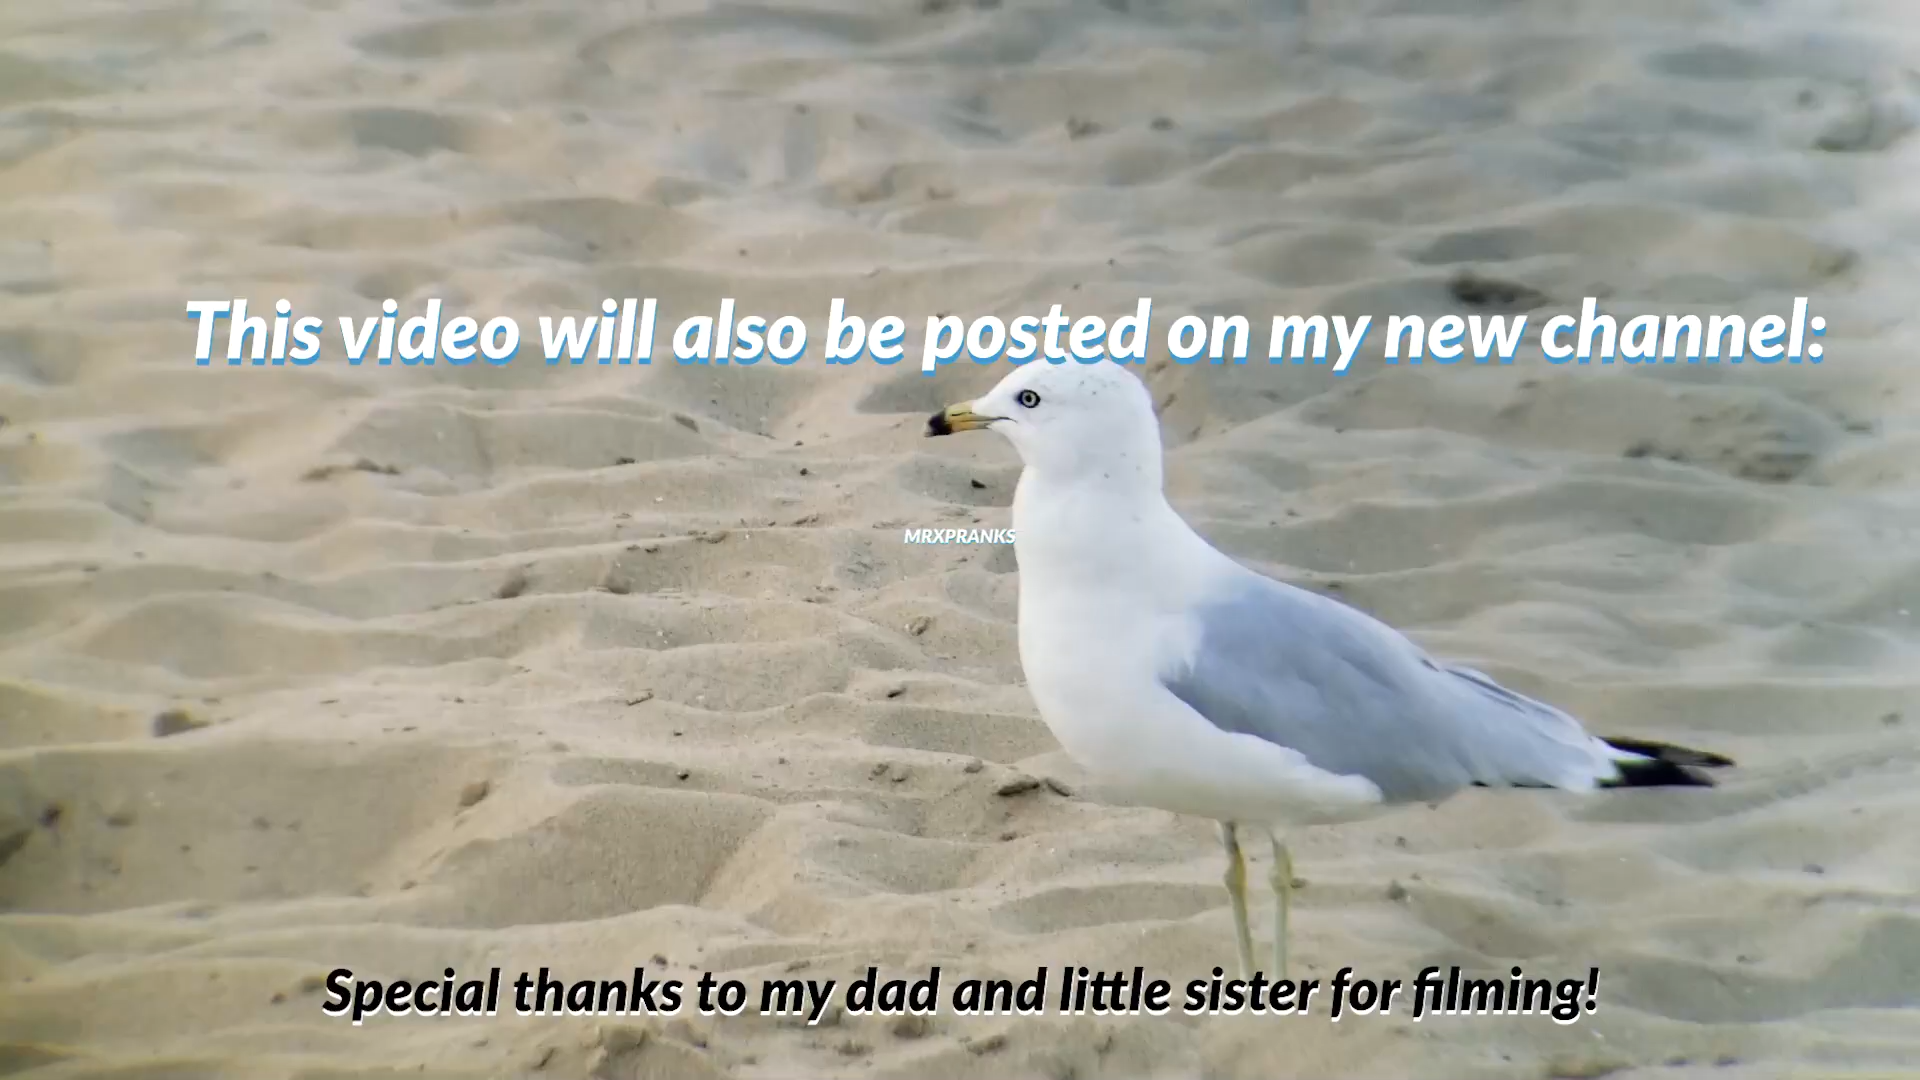 This video will also be posted on my new channel:
MRXPRANKS
Special thanks to my dad and little sister for filming!